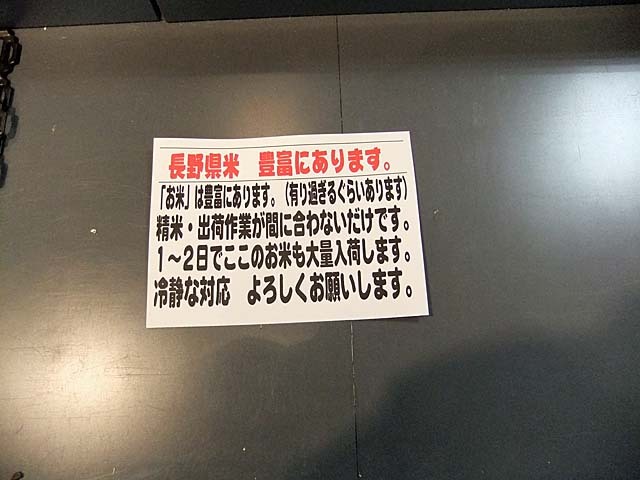 長野県米　豊富にあります。
「お米」は豊富にあります。（有り過ぎるぐらいあります）
精米・出荷作業が間に合わないだけです。
１～２日でここのお米も大量入荷します。
冷静な対応　よろしくお願いします。